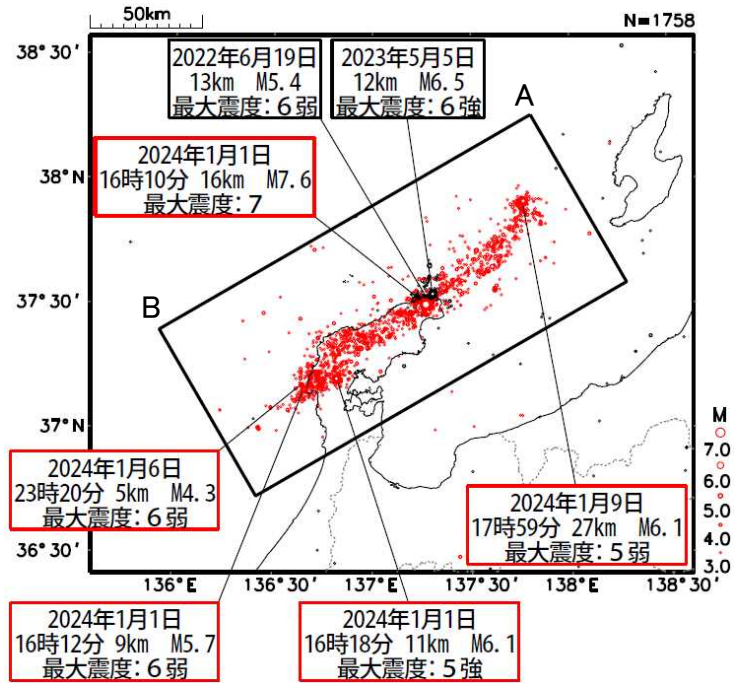 50km
N=1758
38°30′
2022年6月19日
13km M5.4
最大震度：６弱
2023年5月5日
12km M6.5
最大震度：６強
A
2024年1月1日
16時10分 16km M7.6
最大震度：７
38°N
37°30′
B
37°N
M
7.0
6.0
5.0
4.0
3.0
2024年1月6日
23時20分 5km M4.3
最大震度：６弱
2024年1月9日
17時59分 27km M6.1
最大震度：５弱
36°30′
136°E
136°30′
137°E
137°30′
138°E
138°30′
2024年1月1日
16時12分 9km M5.7
最大震度：６弱
2024年1月1日
16時18分 11km M6.1
最大震度：５強